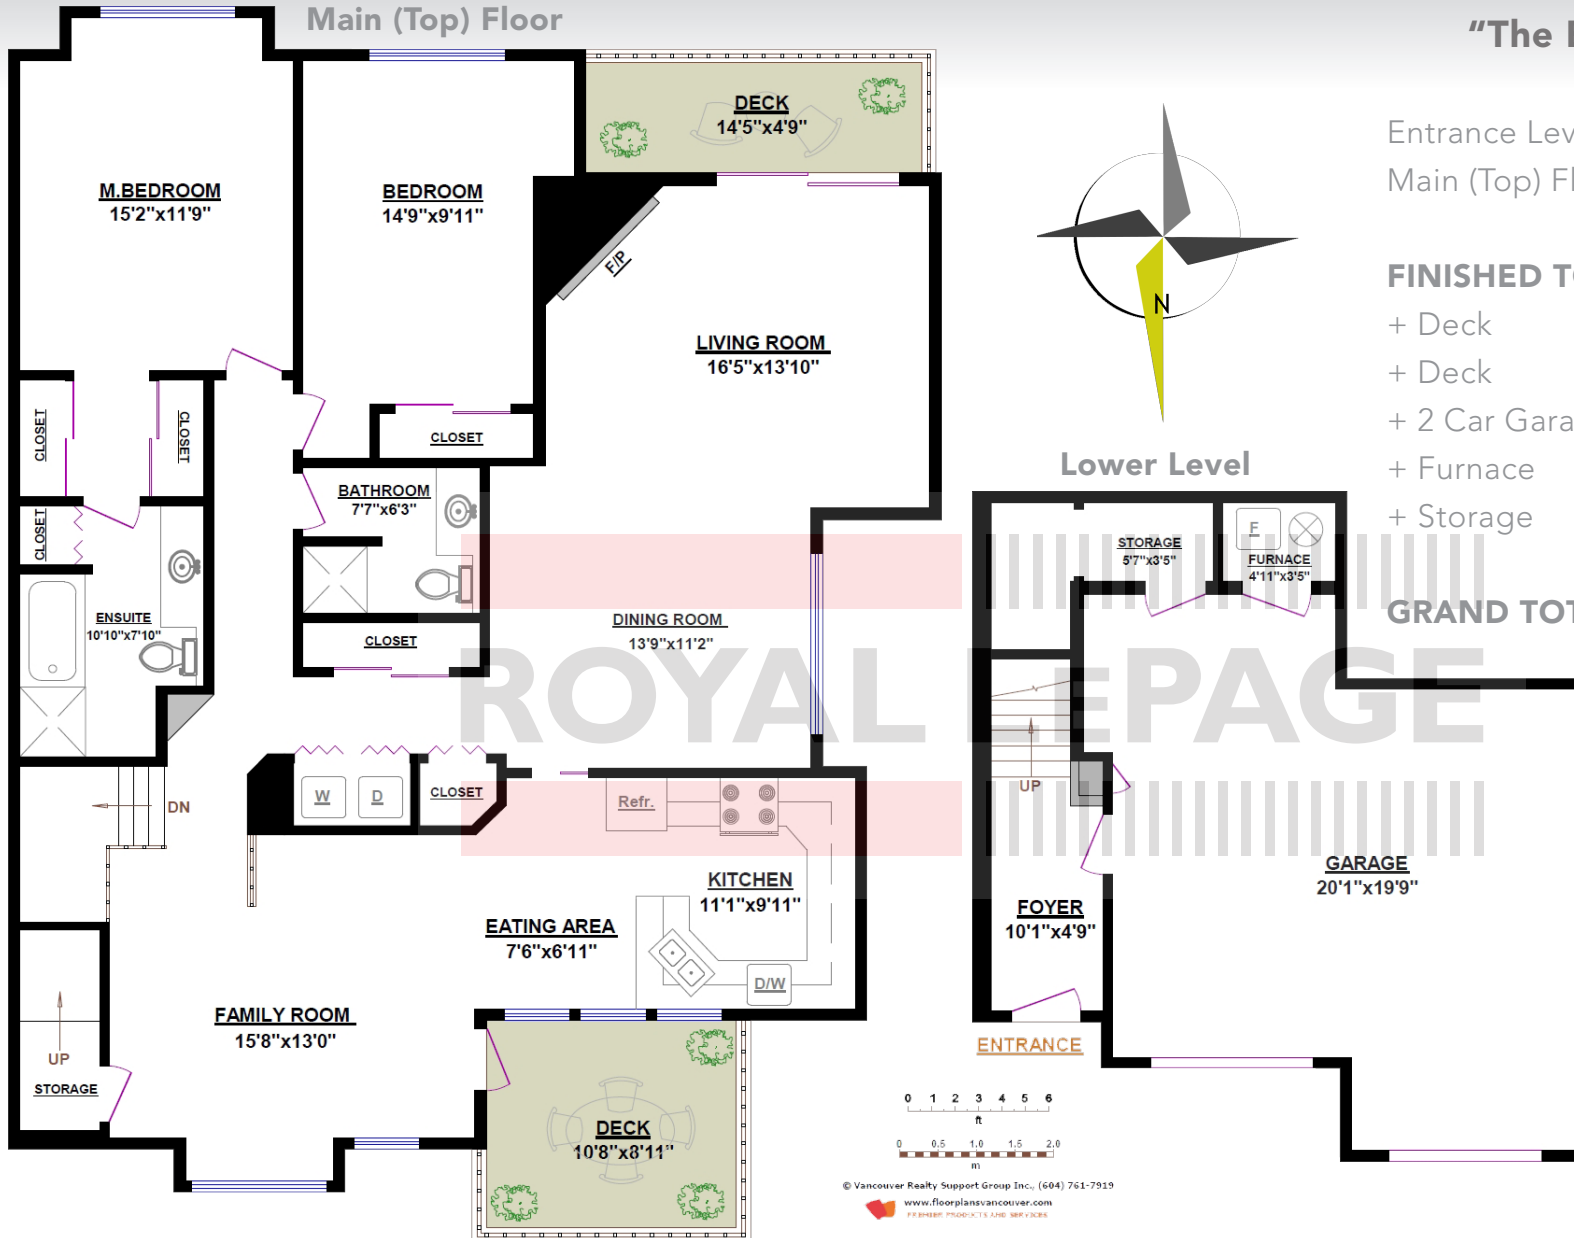 Main (Top) Floor
"The
DECK
14'5"x4'9"
Entrance
Main (Top)
M.BEDROOM
15'2"x11'9"
BEDROOM
14'9"x9'11"
F/P
N
FINISHED
+ Deck
+ Deck
+ 2 Car
+ Furnace
+ Storage
GRAND
LIVING ROOM
16'5"x13'10"
CLOSET
CLOSET
CLOSET
BATHROOM
7'7"x6'3"
CLOSET
ENSUITE
10'10"x7'10"
CLOSET
DINING ROOM
13'9"x11'2"
ROYAL LEPAGE
DN
W
D
CLOSET
Refr.
KITCHEN
11'1"x9'11"
EATING AREA
7'6"x6'11"
D/W
FAMILY ROOM
15'8"x13'0"
UP
STORAGE
DECK
10'8"x8'11"
Lower Level
STORAGE
5'7"x3'5"
F
FURNACE
4'11"x3'5"
UP
GARAGE
20'1"x19'9"
FOYER
10'1"x4'9"
ENTRANCE
0 1 2 3 4 5 6
ft
0 0.5 1.0 1.5 2.0
m
© Vancouver Realty Support Group Inc., (604) 761-7919
www.floorplansvancouver.com
PREMIER PRODUCTS AND SERVICES